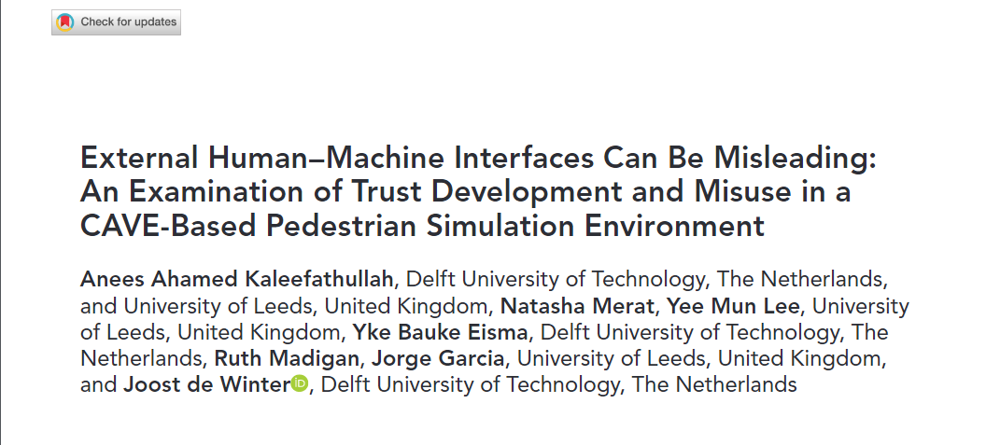 Check for updates
External Human–Machine Interfaces Can Be Misleading:
An Examination of Trust Development and Misuse in a
CAVE-Based Pedestrian Simulation Environment
Anees Ahamed Kaleefathullah, Delft University of Technology, The Netherlands,
and University of Leeds, United Kingdom, Natasha Merat, Yee Mun Lee, University
of Leeds, United Kingdom, Yke Bauke Eisma, Delft University of Technology, The
Netherlands, Ruth Madigan, Jorge Garcia, University of Leeds, United Kingdom,
and Joost de Winter iD, Delft University of Technology, The Netherlands